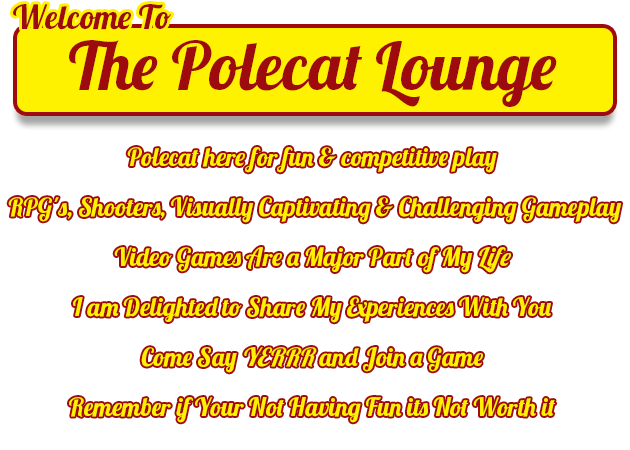 Welcome To
The Polecat Lounge
Polecat here for fun & competitive play
RPG's, Shooters, Visually Captivating & Challenging Gameplay
Video Games Are a Major Part of My Life
I am Delighted to Share My Experiences With You
Come Say YERRR and Join a Game
Remember if Your Not Having Fun its Not Worth it